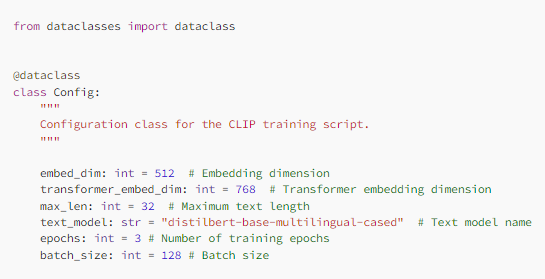 from dataclasses import dataclass
@dataclass
class Config:
    """
    Configuration class for the CLIP training script.
    """
    embed_dim: int = 512  # Embedding dimension
    transformer_embed_dim: int = 768  # Transformer embedding dimension
    max_len: int = 32  # Maximum text length
    text_model: str = "distilbert-base-multilingual-cased"  # Text model name
    epochs: int = 3 # Number of training epochs
    batch_size: int = 128 # Batch size